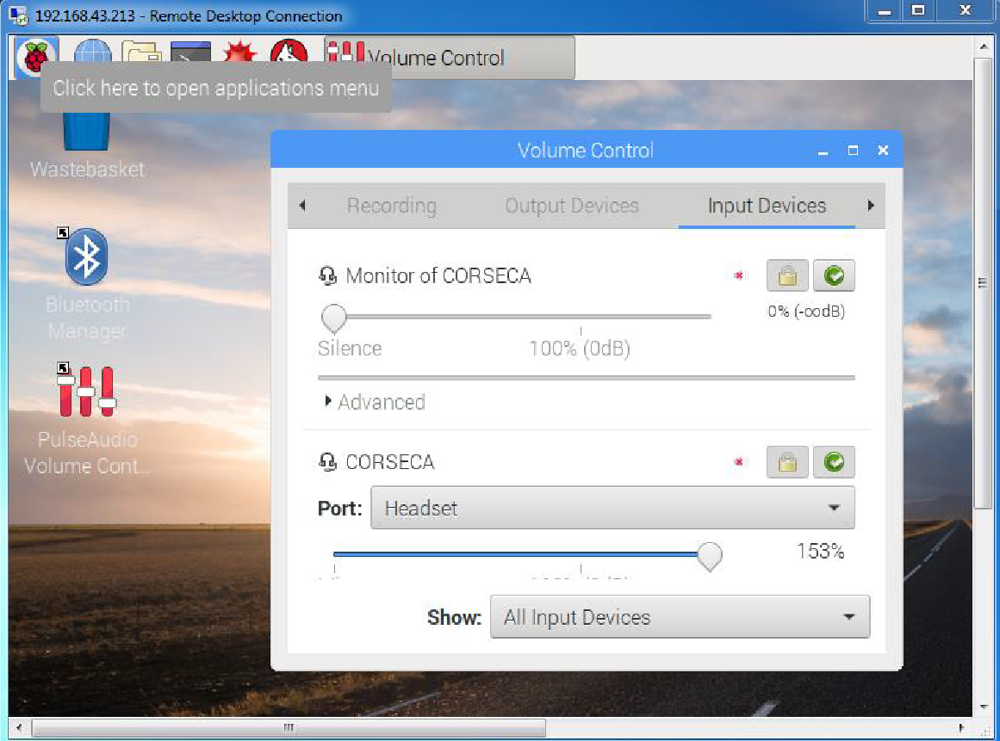 192.168.43.213 - Remote Desktop Connection
Volume Control
Click here to open applications menu
Wastebasket
Bluetooth
Manager
PulseAudio
Volume Cont...
Volume Control
Recording
Output Devices
Input Devices
Monitor of CORSECA
0% (-oodB)
Silence
100% (0dB)
Advanced
CORSECA
Port:
Headset
153%
Show:
All Input Devices